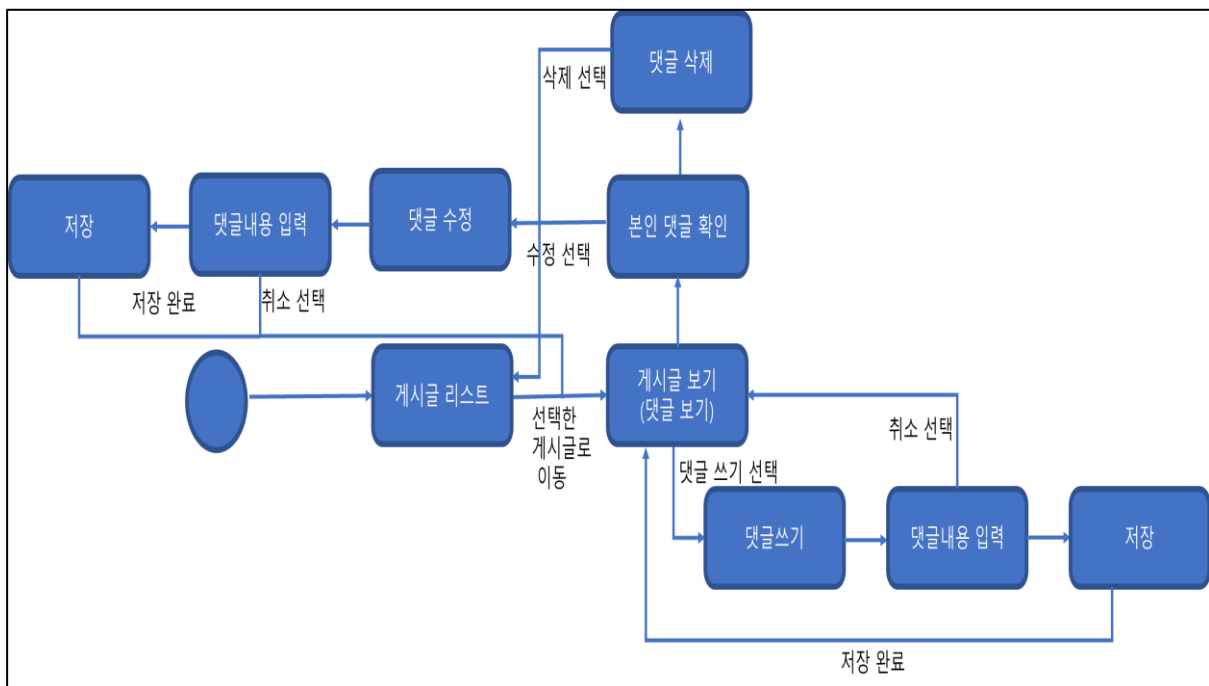 댓글 삭제
삭제 선택
저장
댓글내용 입력
댓글 수정
본인 댓글 확인
수정 선택
저장 완료
취소 선택
게시글 리스트
게시글 보기
(댓글 보기)
선택한
게시글로
이동
취소 선택
댓글 쓰기 선택
댓글쓰기
댓글내용 입력
저장
저장 완료